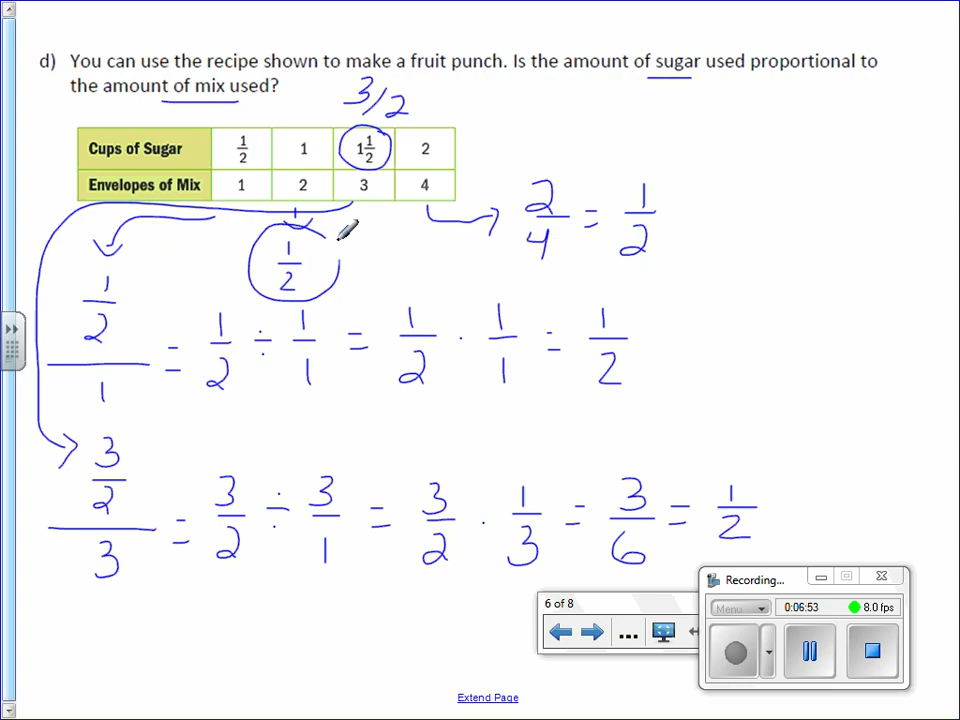 d) You can use the recipe shown to make a fruit punch. Is the amount of sugar used proportional to
the amount of mix used?
3/2
Cups of Sugar 1/2 1 1 1/2 2
Envelopes of Mix 1 2 3 4
2/4 = 1/2
1/2
1/2 / 1 = 1/2 ÷ 1/1 = 1/2 · 1/1 = 1/2
3/2 / 3 = 3/2 ÷ 3/1 = 3/2 · 1/3 = 3/6 = 1/2
Recording...
6 of 8
Menu 0:06:53 8.0 fps
...
Extend Page